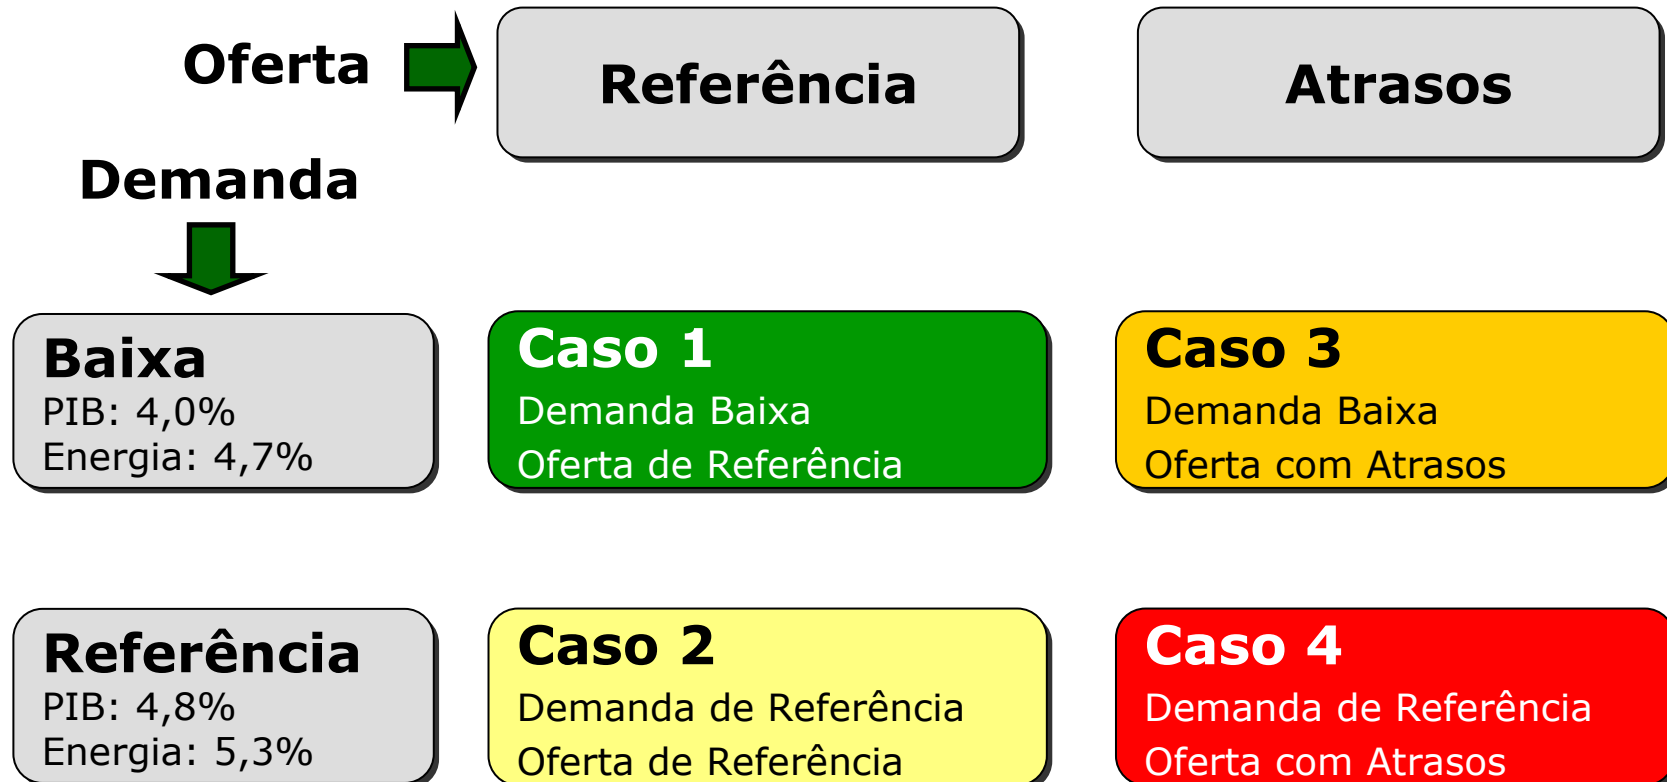 Oferta
Referência
Atrasos
Demanda
Baixa
PIB: 4,0%
Energia: 4,7%
Caso 1
Demanda Baixa
Oferta de Referência
Caso 3
Demanda Baixa
Oferta com Atrasos
Referência
PIB: 4,8%
Energia: 5,3%
Caso 2
Demanda de Referência
Oferta de Referência
Caso 4
Demanda de Referência
Oferta com Atrasos